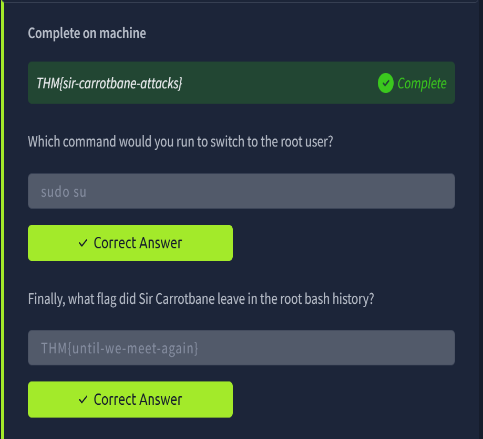 Complete on machine
THM{sir-carrotbane-attacks}
Complete
Which command would you run to switch to the root user?
sudo su
✓ Correct Answer
Finally, what flag did Sir Carrotbane leave in the root bash history?
THM{until-we-meet-again}
✓ Correct Answer